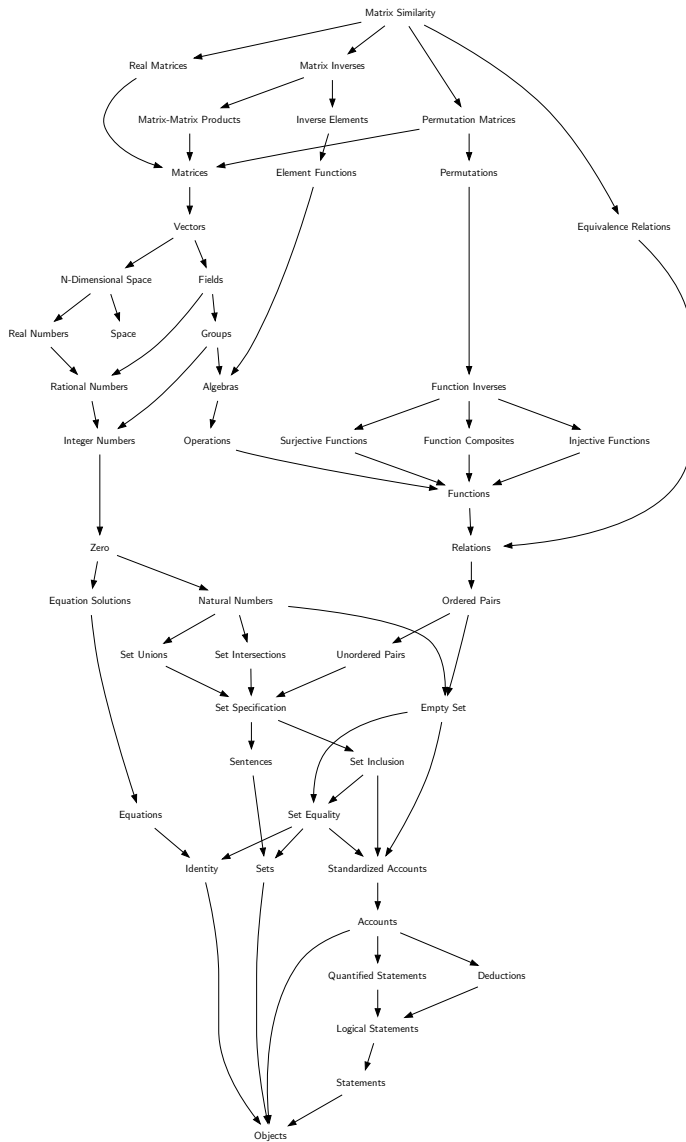 Matrix Similarity
Real Matrices
Matrix Inverses
Matrix-Matrix Products
Inverse Elements
Permutation Matrices
Matrices
Element Functions
Permutations
Vectors
Equivalence Relations
N-Dimensional Space
Fields
Real Numbers
Space
Groups
Rational Numbers
Algebras
Function Inverses
Integer Numbers
Operations
Surjective Functions
Function Composites
Injective Functions
Functions
Zero
Relations
Equation Solutions
Natural Numbers
Ordered Pairs
Set Unions
Set Intersections
Unordered Pairs
Set Specification
Empty Set
Sentences
Set Inclusion
Equations
Set Equality
Identity
Sets
Standardized Accounts
Accounts
Quantified Statements
Deductions
Logical Statements
Statements
Objects